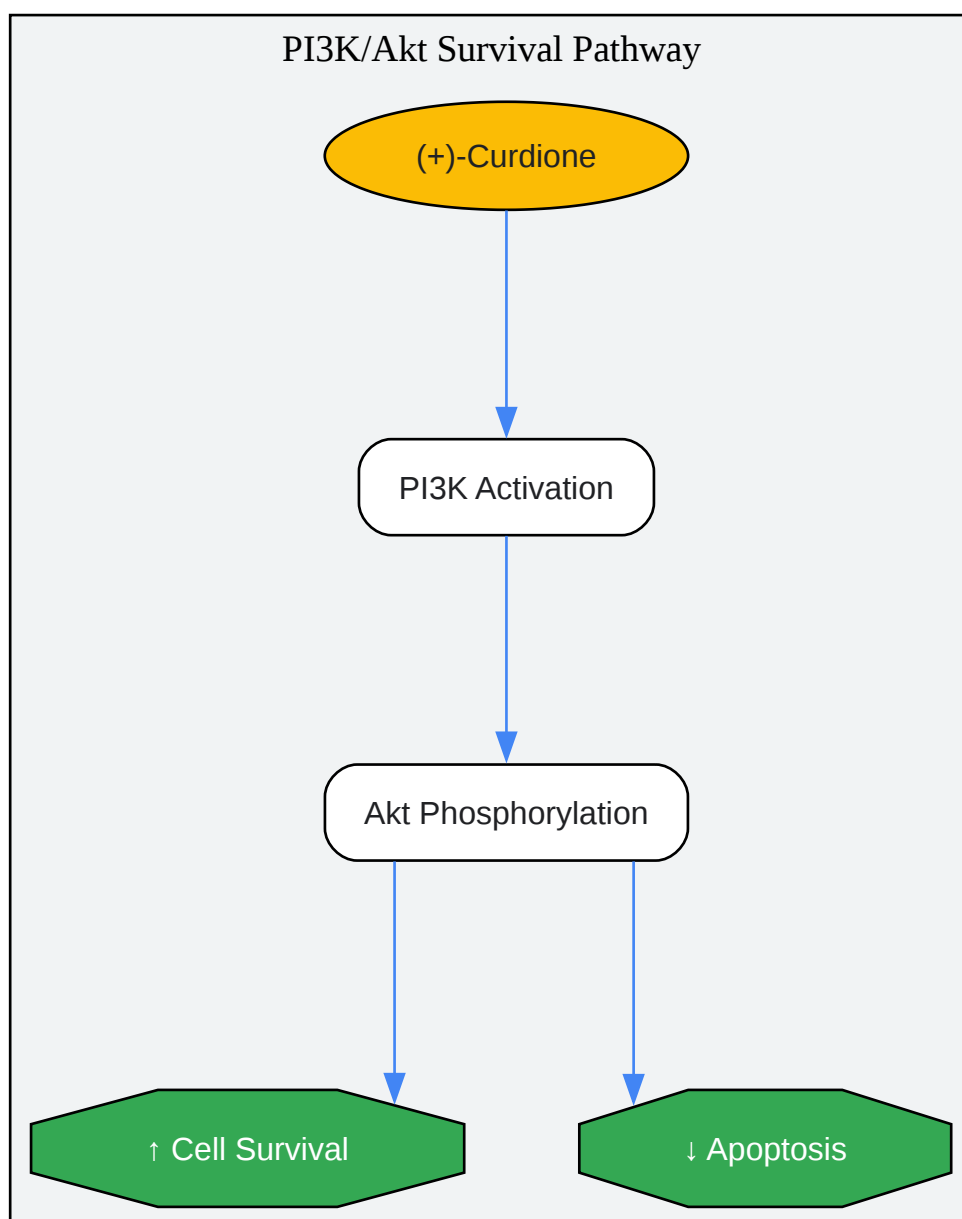 PI3K/Akt Survival Pathway
(+)-Curdione
PI3K Activation
Akt Phosphorylation
↑ Cell Survival
↓ Apoptosis